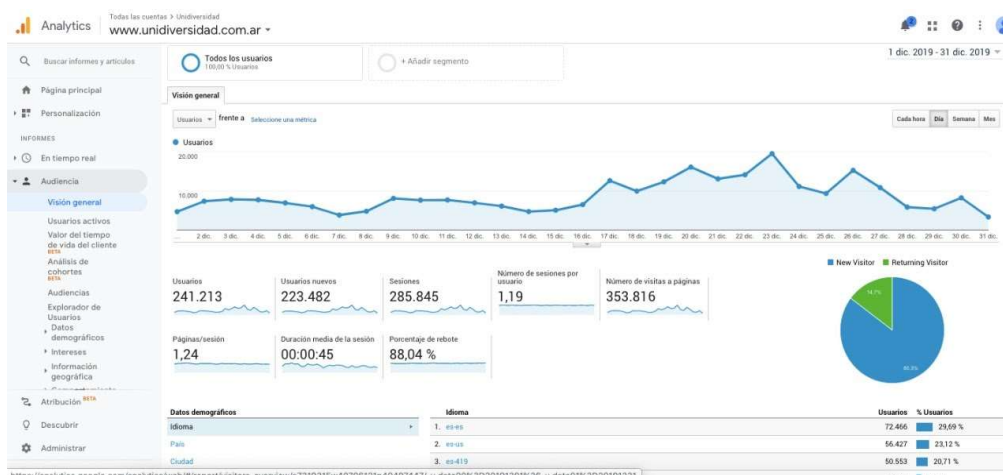 Analytics
Todas las cuentas > Unidiversidad
www.unidiversidad.com.ar
2
Buscar informes y artículos
Página principal
Personalización
INFORMES
En tiempo real
Audiencia
Visión general
Usuarios activos
Valor del tiempo
de vida del cliente
BETA
Análisis de
cohortes
BETA
Audiencias
Explorador de
Usuarios
Datos
demográficos
Intereses
Información
geográfica
Atribución BETA
Descubrir
Administrar
Todos los usuarios
100,00 % Usuarios
+ Añadir segmento
1 dic. 2019 - 31 dic. 2019
Visión general
Usuarios frente a Seleccione una métrica
Cada hora Día Semana Mes
Usuarios
20.000
10.000
... 2 dic. 3 dic. 4 dic. 5 dic. 6 dic. 7 dic. 8 dic. 9 dic. 10 dic. 11 dic. 12 dic. 13 dic. 14 dic. 15 dic. 16 dic. 17 dic. 18 dic. 19 dic. 20 dic. 21 dic. 22 dic. 23 dic. 24 dic. 25 dic. 26 dic. 27 dic. 28 dic. 29 dic. 30 dic. 31 dic.
New Visitor Returning Visitor
Usuarios
241.213
Usuarios nuevos
223.482
Sesiones
285.845
Número de sesiones por
usuario
1,19
Número de visitas a páginas
353.816
Páginas/sesión
1,24
Duración media de la sesión
00:00:45
Porcentaje de rebote
88,04 %
14,7%
Datos demográficos
Idioma
País
Ciudad
Idioma Usuarios % Usuarios
1. es-es 72.466 29,69 %
2. es-us 56.427 23,12 %
3. es-419 50.553 20,71 %